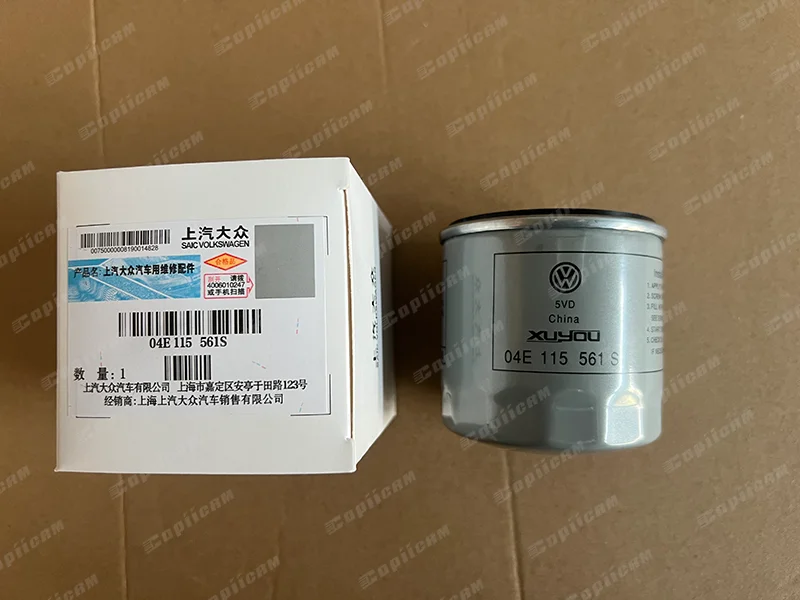 上汽大众
SAIC VOLKSWAGEN
0075000008190014828
产品名: 上汽大众汽车用维修配件
合格品
刮开 请拨
4006010247
或手机扫描
04E 115 561S
数 量: 1
上汽大众汽车有限公司 上海市嘉定区安亭于田路123号
经销商:上海上汽大众汽车销售有限公司
5VD
China
XUYOU
04E 115 561 S
Copiicam